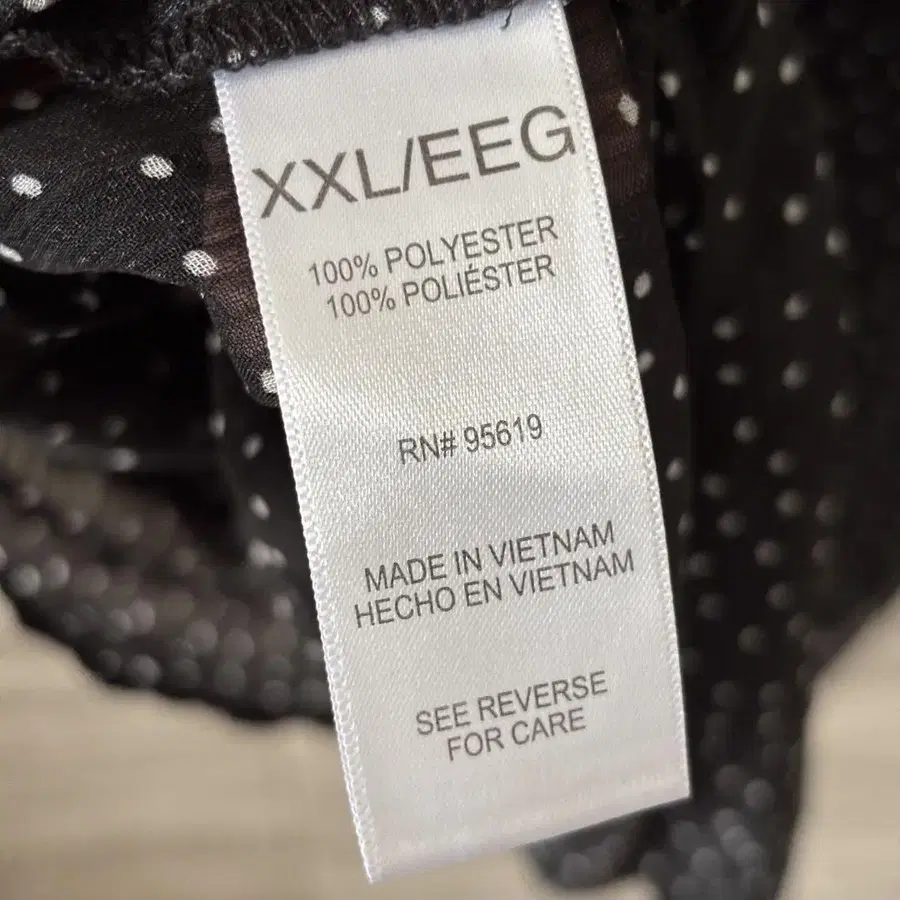 XXL/EEG
100% POLYESTER
100% POLIÉSTER
RN# 95619
MADE IN VIETNAM
HECHO EN VIETNAM
SEE REVERSE
FOR CARE